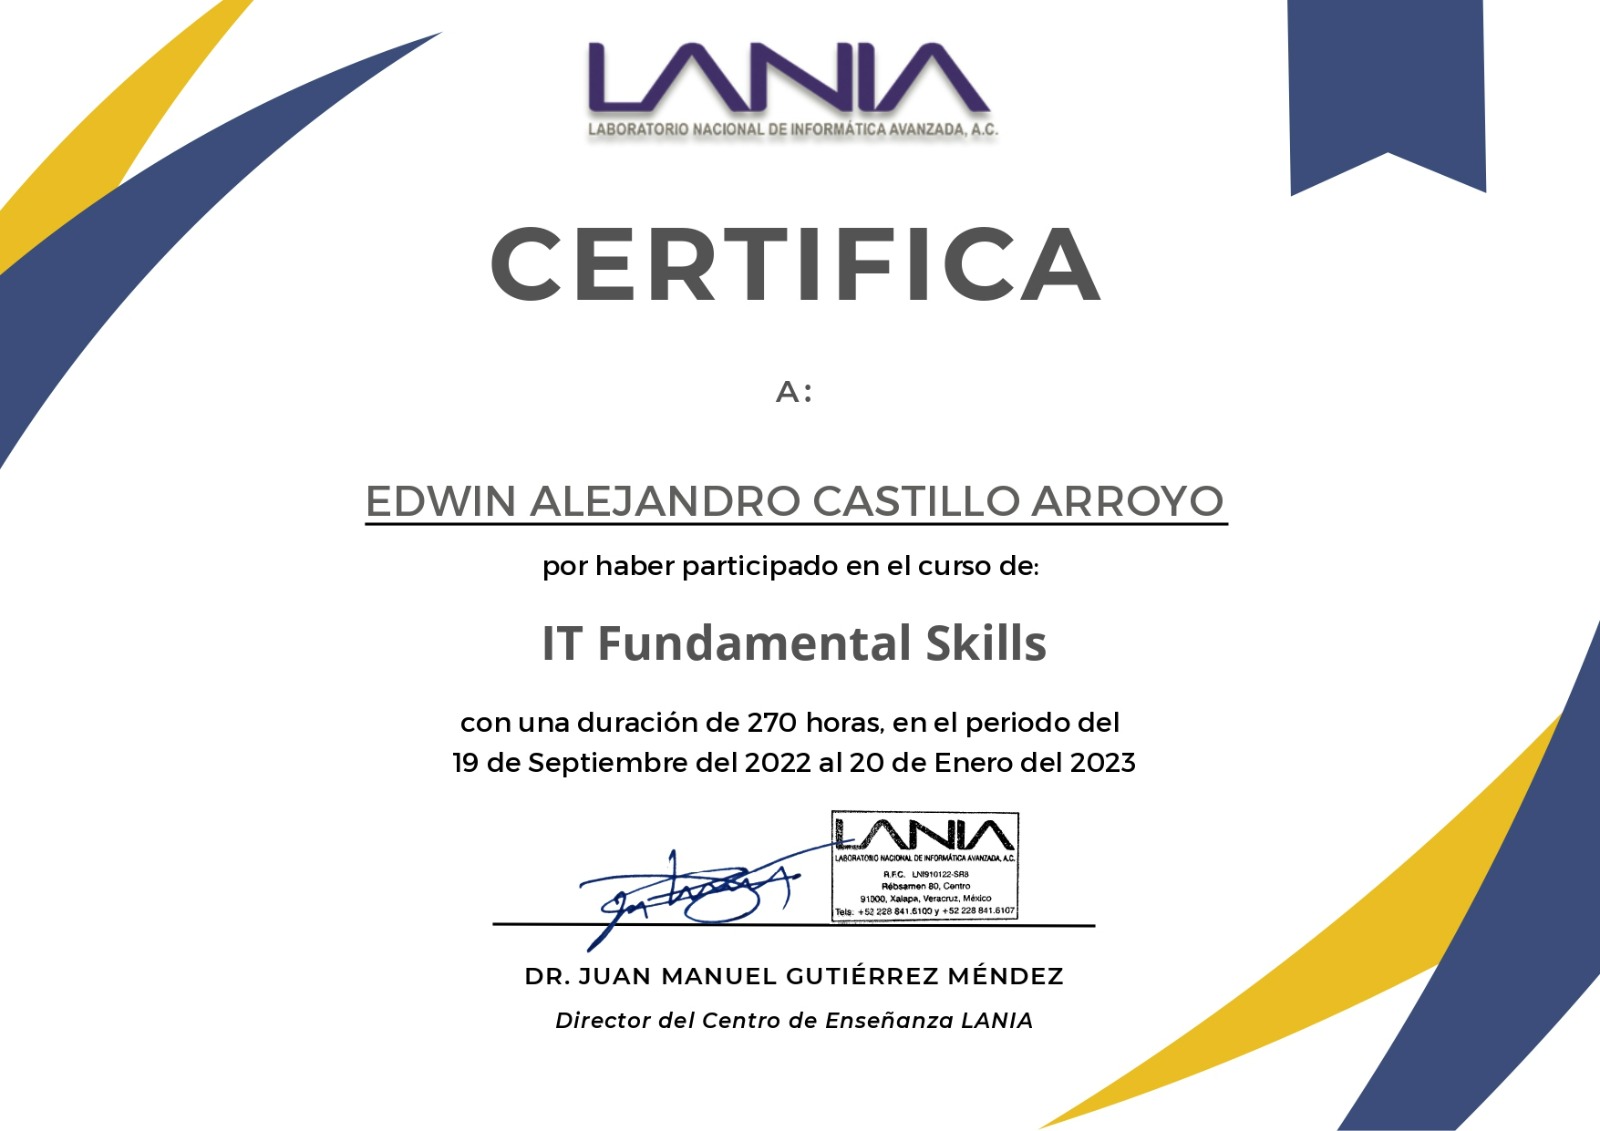 LANIA
LABORATORIO NACIONAL DE INFORMÁTICA AVANZADA, A.C.
CERTIFICA
A:
EDWIN ALEJANDRO CASTILLO ARROYO
por haber participado en el curso de:
IT Fundamental Skills
con una duración de 270 horas, en el periodo del
19 de Septiembre del 2022 al 20 de Enero del 2023
LANIA
LABORATORIO NACIONAL DE INFORMÁTICA AVANZADA, A.C.
R.F.C. LNI910122-SR8
Rébsamen 80, Centro
91000, Xalapa, Veracruz, México
Tels: +52 228 841.6100 y +52 228 841.6107
DR. JUAN MANUEL GUTIÉRREZ MÉNDEZ
Director del Centro de Enseñanza LANIA